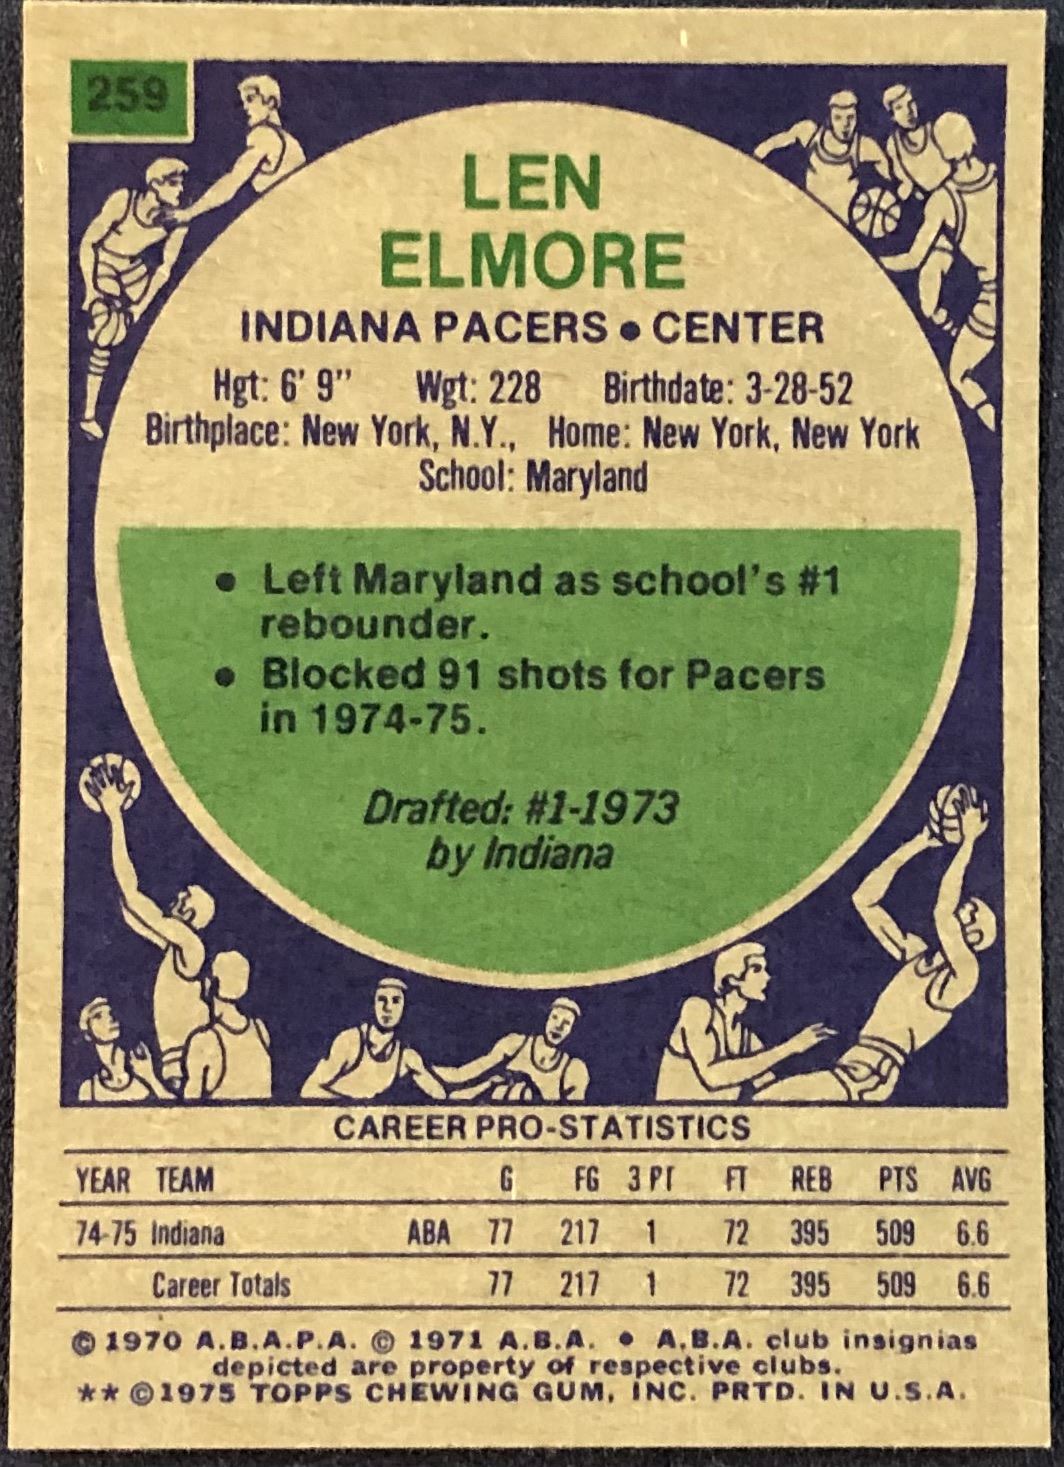 259
LEN
ELMORE
INDIANA PACERS • CENTER
Hgt: 6' 9" Wgt: 228 Birthdate: 3-28-52
Birthplace: New York, N.Y., Home: New York, New York
School: Maryland
• Left Maryland as school's #1
rebounder.
• Blocked 91 shots for Pacers
in 1974-75.
Drafted: #1-1973
by Indiana
CAREER PRO-STATISTICS
YEAR TEAM G FG 3 PT FT REB PTS AVG
74-75 Indiana ABA 77 217 1 72 395 509 6.6
Career Totals 77 217 1 72 395 509 6.6
© 1970 A.B.A.P.A. © 1971 A.B.A. • A.B.A. club insignias
depicted are property of respective clubs.
** © 1975 TOPPS CHEWING GUM, INC. PRTD. IN U.S.A.